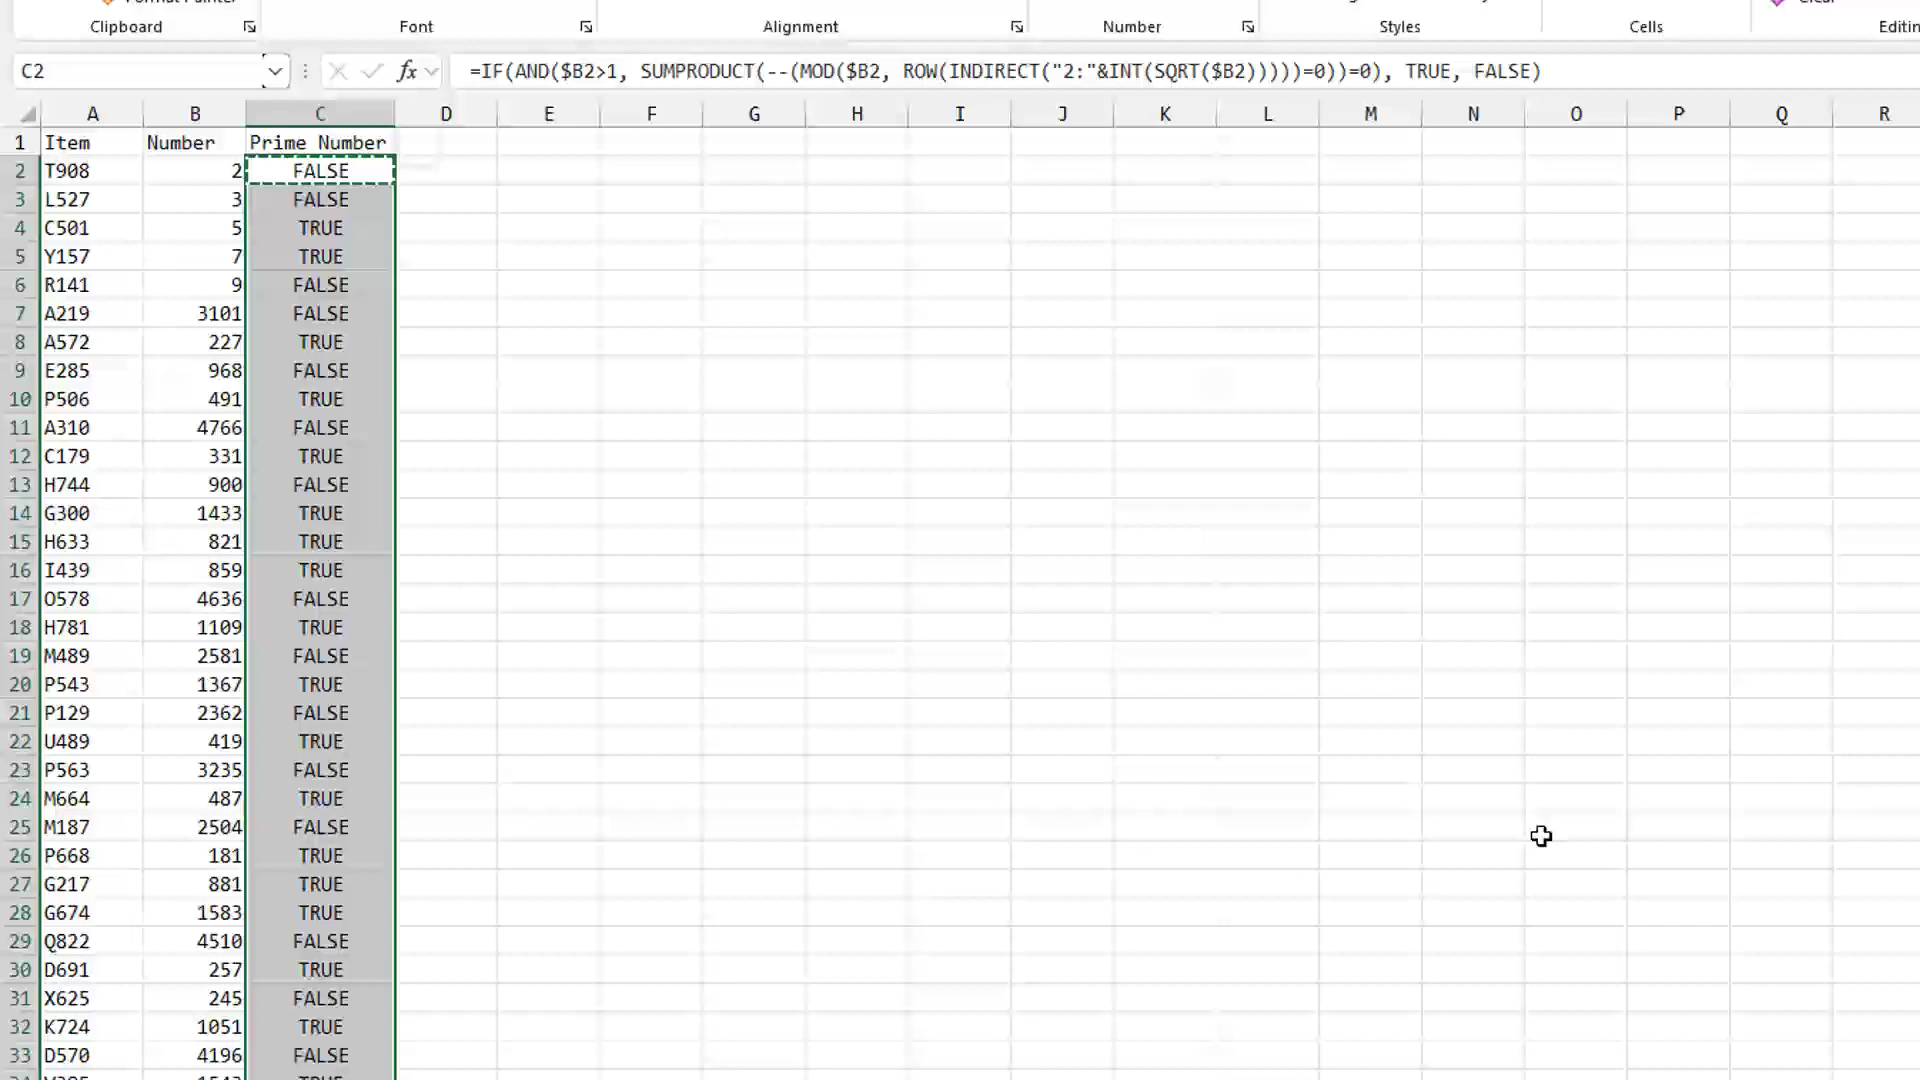 Format Painter
Clear
Clipboard Font Alignment Number Styles Cells Editin
C2 fx =IF(AND($B2>1, SUMPRODUCT(--(MOD($B2, ROW(INDIRECT("2:"&INT(SQRT($B2)))))=0))=0), TRUE, FALSE)
A B C D E F G H I J K L M N O P Q R
1 Item Number Prime Number
2 T908 2 FALSE
3 L527 3 FALSE
4 C501 5 TRUE
5 Y157 7 TRUE
6 R141 9 FALSE
7 A219 3101 FALSE
8 A572 227 TRUE
9 E285 968 FALSE
10 P506 491 TRUE
11 A310 4766 FALSE
12 C179 331 TRUE
13 H744 900 FALSE
14 G300 1433 TRUE
15 H633 821 TRUE
16 I439 859 TRUE
17 O578 4636 FALSE
18 H781 1109 TRUE
19 M489 2581 FALSE
20 P543 1367 TRUE
21 P129 2362 FALSE
22 U489 419 TRUE
23 P563 3235 FALSE
24 M664 487 TRUE
25 M187 2504 FALSE
26 P668 181 TRUE
27 G217 881 TRUE
28 G674 1583 TRUE
29 Q822 4510 FALSE
30 D691 257 TRUE
31 X625 245 FALSE
32 K724 1051 TRUE
33 D570 4196 FALSE